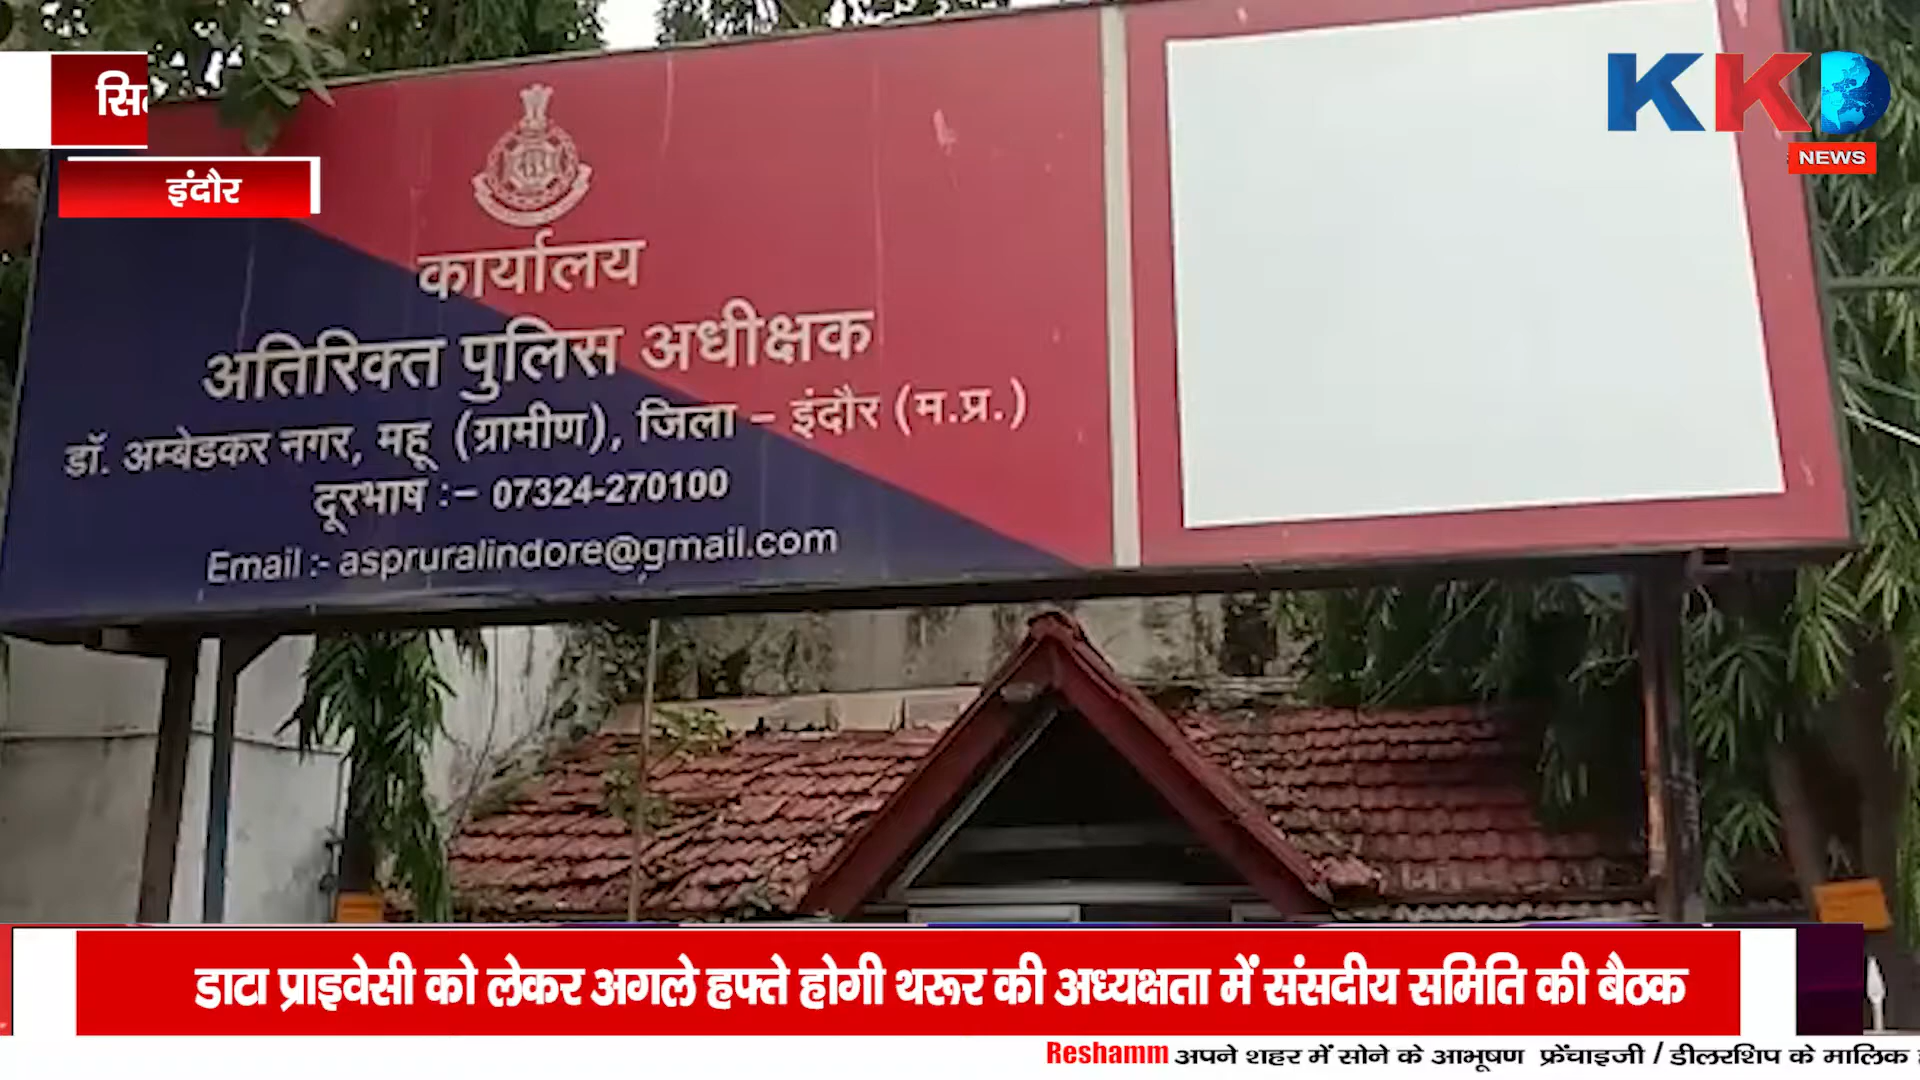 KKD
NEWS
इंदौर
कार्यालय
अतिरिक्त पुलिस अधीक्षक
डॉ. अम्बेडकर नगर, महू (ग्रामीण), जिला - इंदौर (म.प्र.)
दूरभाष :- 07324-270100
Email :- aspruralindore@gmail.com
डाटा प्राइवेसी को लेकर अगले हफ्ते होगी थरूर की अध्यक्षता में संसदीय समिति की बैठक
Reshamm अपने शहर में सोने के आभूषण फ्रेंचाइजी / डीलरशिप के मालिक